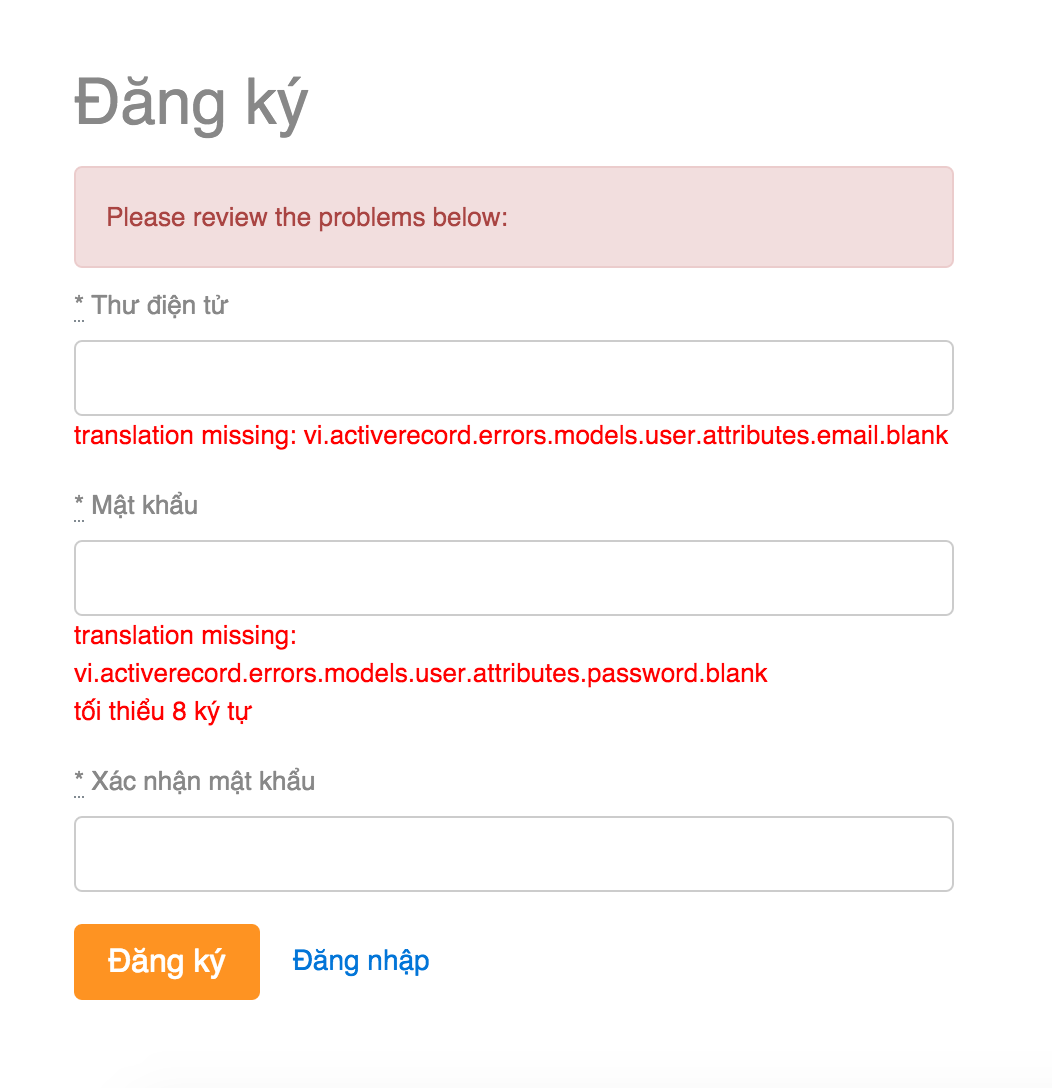 Đăng ký
Please review the problems below:
* Thư điện tử
translation missing: vi.activerecord.errors.models.user.attributes.email.blank
* Mật khẩu
translation missing:
vi.activerecord.errors.models.user.attributes.password.blank
tối thiểu 8 ký tự
* Xác nhận mật khẩu
Đăng ký Đăng nhập